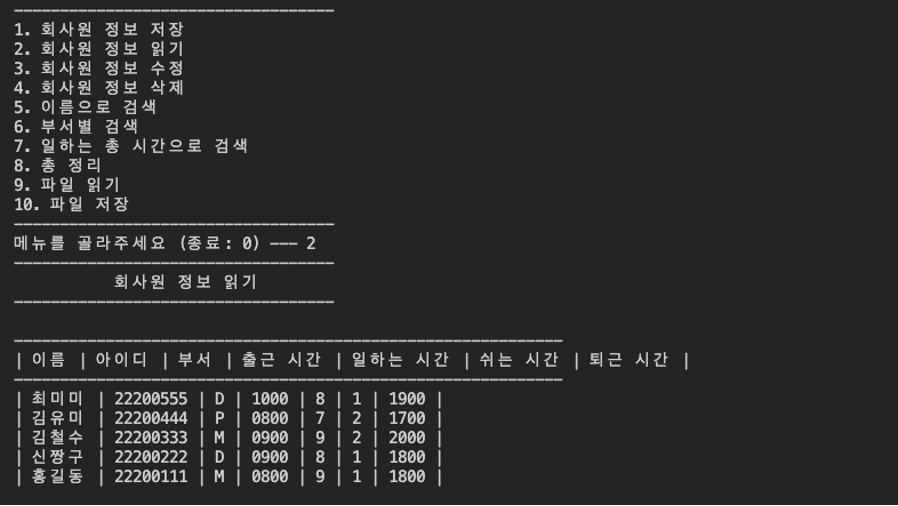 -----------------------------------
1. 회사원 정보 저장
2. 회사원 정보 읽기
3. 회사원 정보 수정
4. 회사원 정보 삭제
5. 이름으로 검색
6. 부서별 검색
7. 일하는 총 시간으로 검색
8. 총 정리
9. 파일 읽기
10. 파일 저장
-----------------------------------
메뉴를 골라주세요 (종료: 0) --- 2
-----------------------------------
회사원 정보 읽기
-----------------------------------
------------------------------------------------------------
| 이름 | 아이디 | 부서 | 출근 시간 | 일하는 시간 | 쉬는 시간 | 퇴근 시간 |
------------------------------------------------------------
| 최미미 | 22200555 | D | 1000 | 8 | 1 | 1900 |
| 김유미 | 22200444 | P | 0800 | 7 | 2 | 1700 |
| 김철수 | 22200333 | M | 0900 | 9 | 2 | 2000 |
| 신짱구 | 22200222 | D | 0900 | 8 | 1 | 1800 |
| 홍길동 | 22200111 | M | 0800 | 9 | 1 | 1800 |